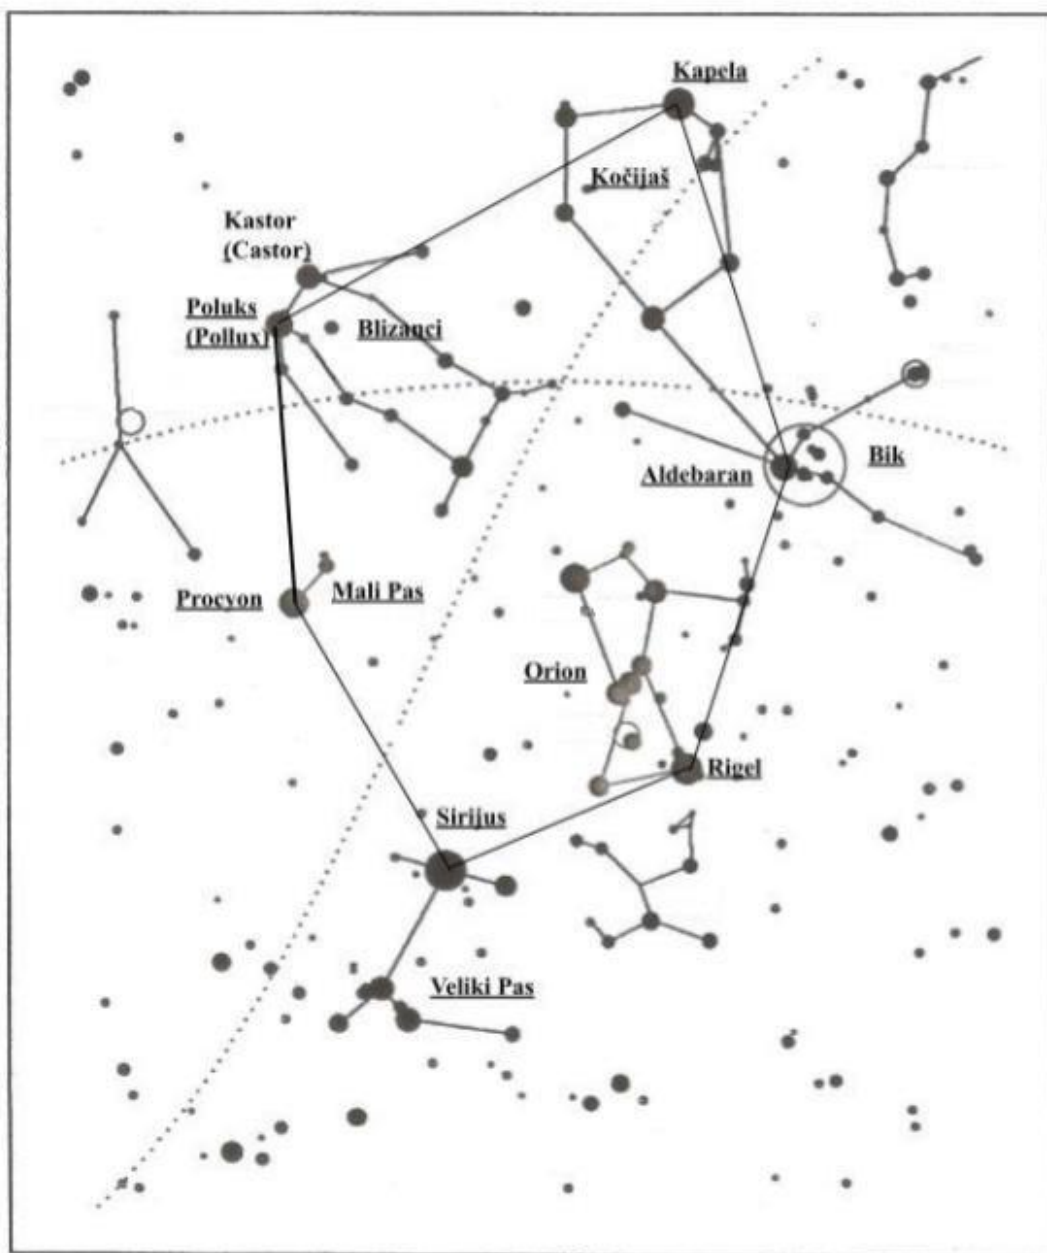 Kapela
Kočijaš
Kastor
(Castor)
Poluks
(Pollux)
Blizanci
Aldebaran
Bik
Procyon
Mali Pas
Orion
Rigel
Sirijus
Veliki Pas